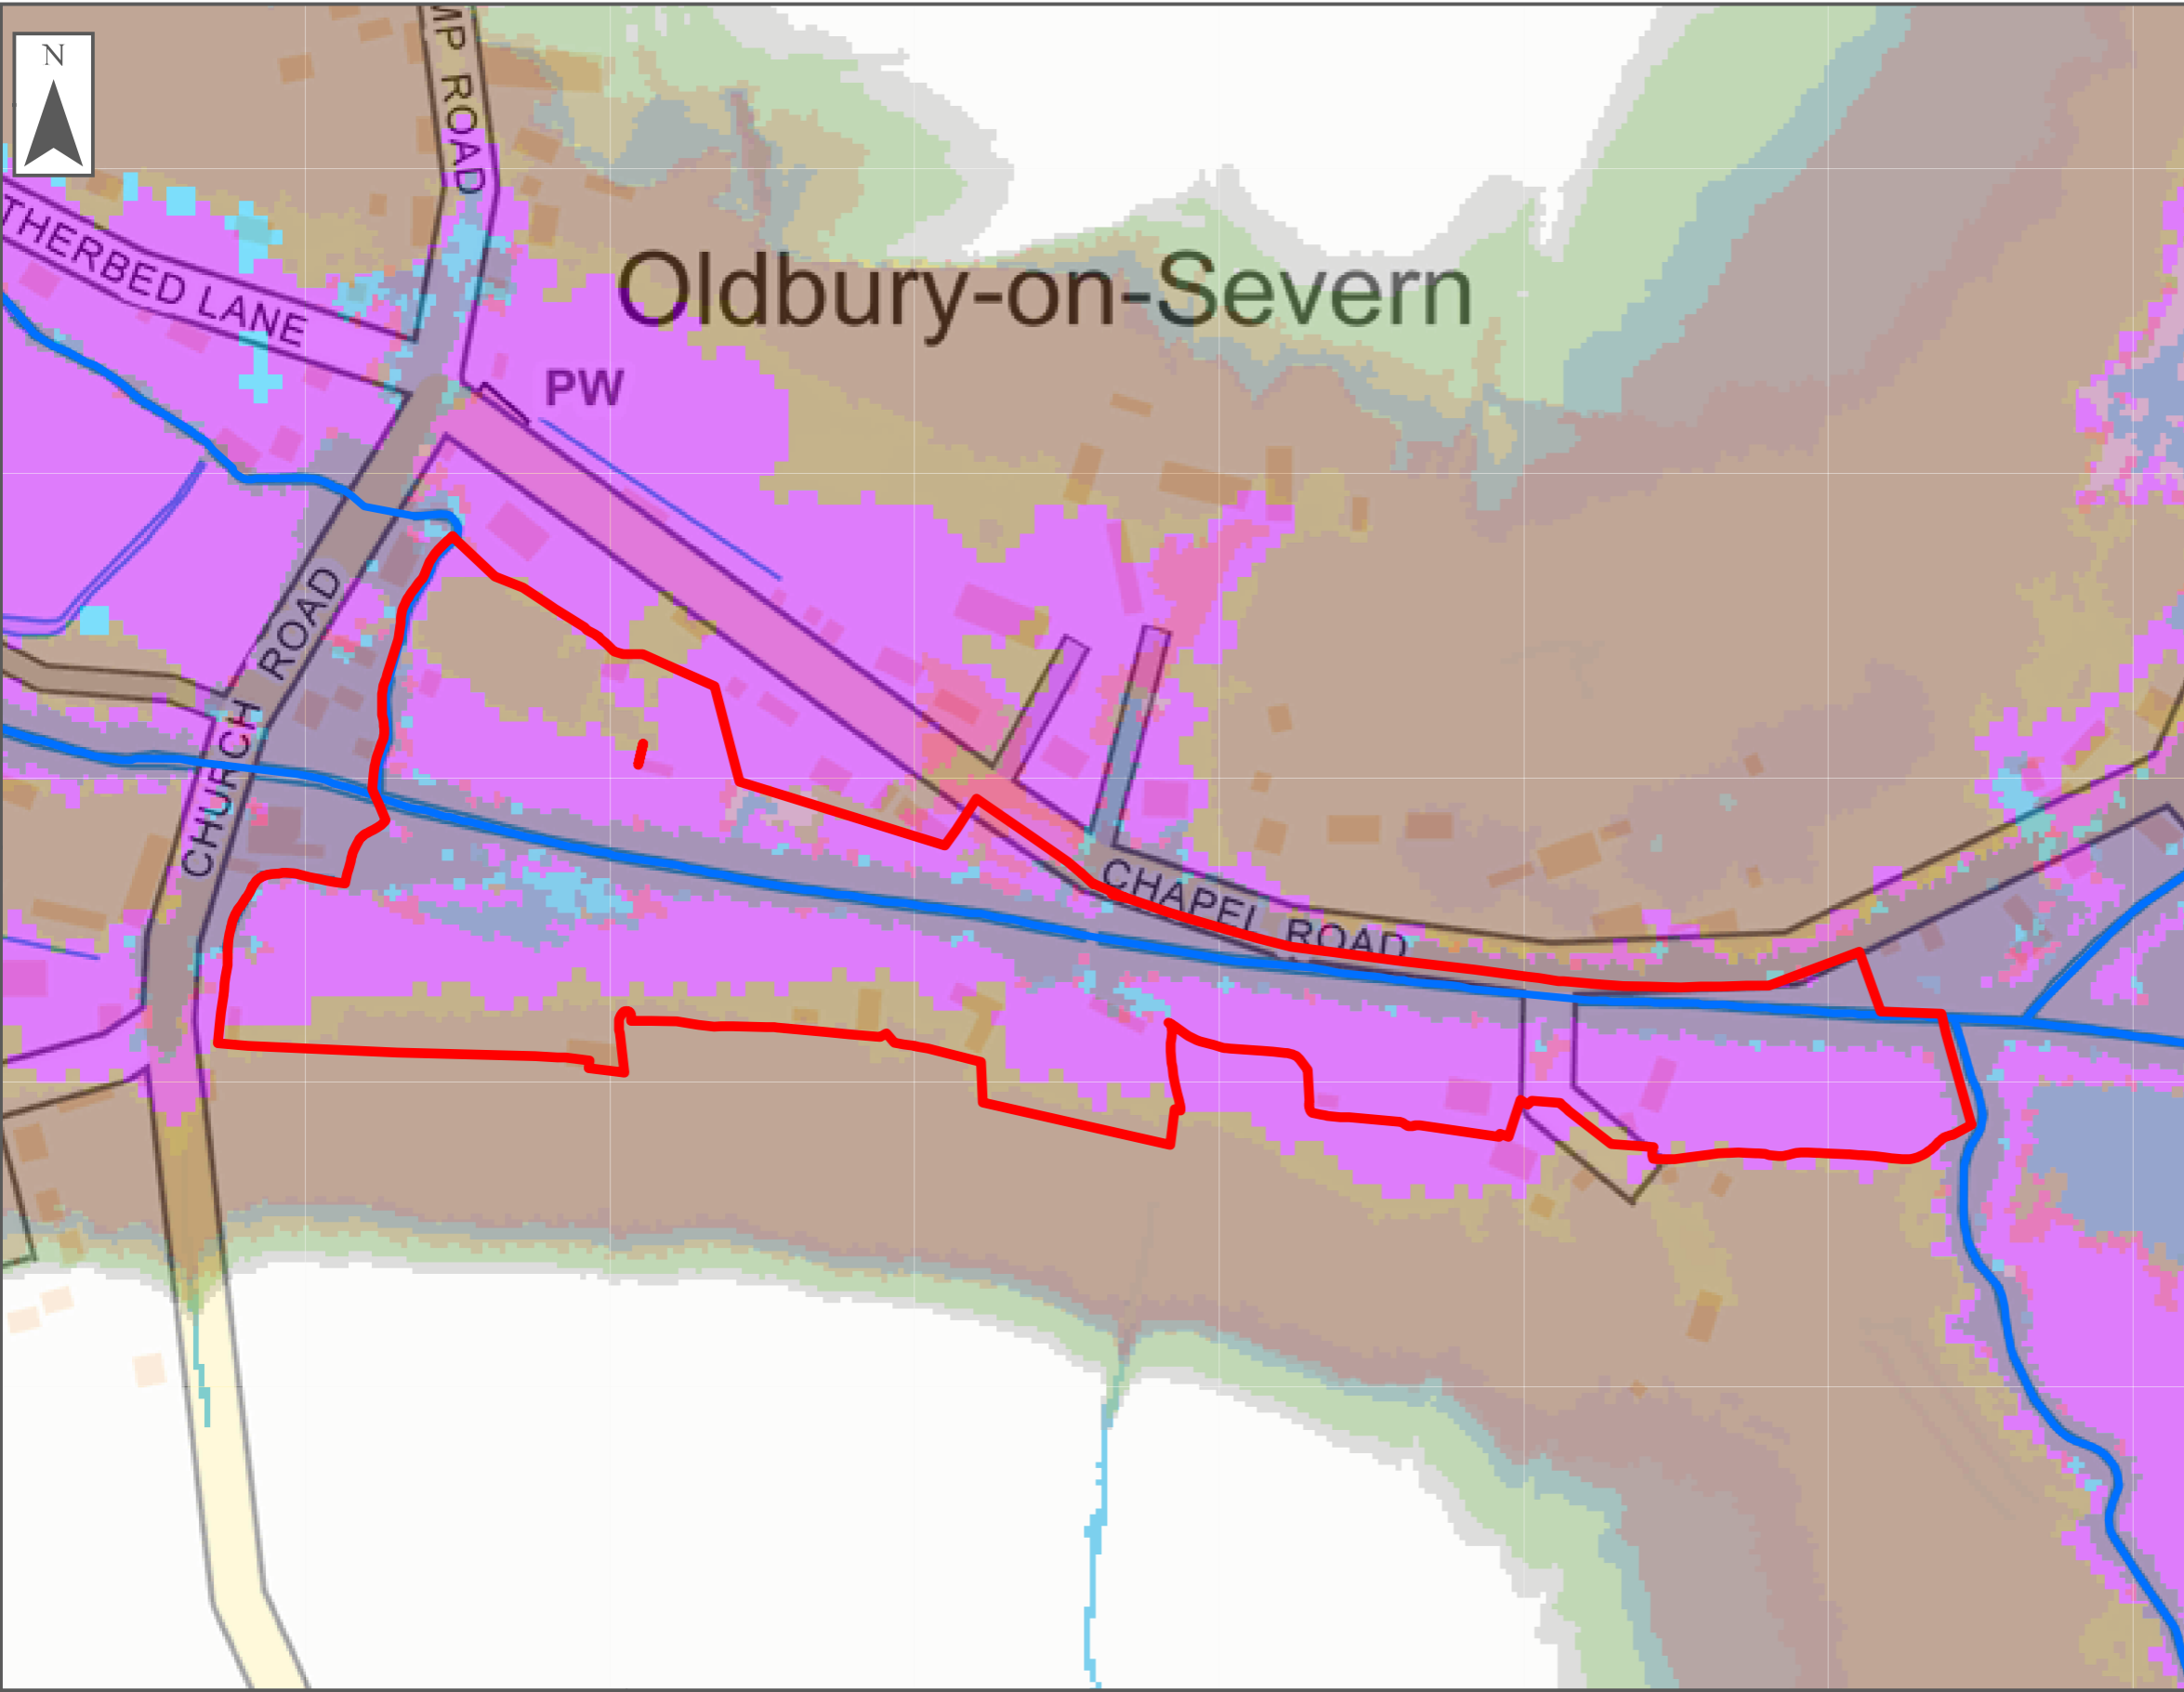 N
MP ROAD
THERBED LANE
Oldbury-on-Severn
PW
CHURCH ROAD
CHAPEL ROAD